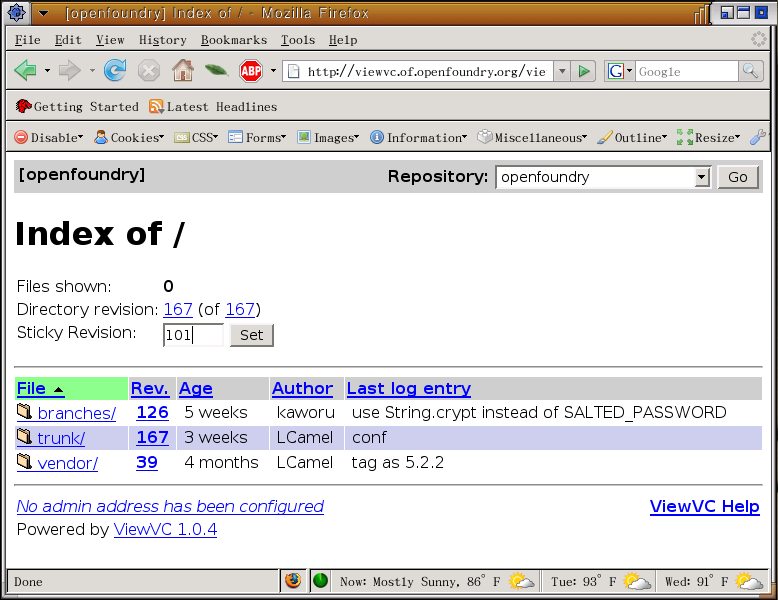 [openfoundry] Index of / - Mozilla Firefox
File Edit View History Bookmarks Tools Help
ABP http://viewvc.of.openfoundry.org/vie G Google
Getting Started Latest Headlines
Disable Cookies CSS Forms Images Information Miscellaneous Outline Resize
[openfoundry] Repository: openfoundry Go
Index of /
Files shown: 0
Directory revision: 167 (of 167)
Sticky Revision: 101 Set
File Rev. Age Author Last log entry
branches/ 126 5 weeks kaworu use String.crypt instead of SALTED_PASSWORD
trunk/ 167 3 weeks LCamel conf
vendor/ 39 4 months LCamel tag as 5.2.2
No admin address has been configured ViewVC Help
Powered by ViewVC 1.0.4
Done Now: Mostly Sunny, 86° F Tue: 93° F Wed: 91° F